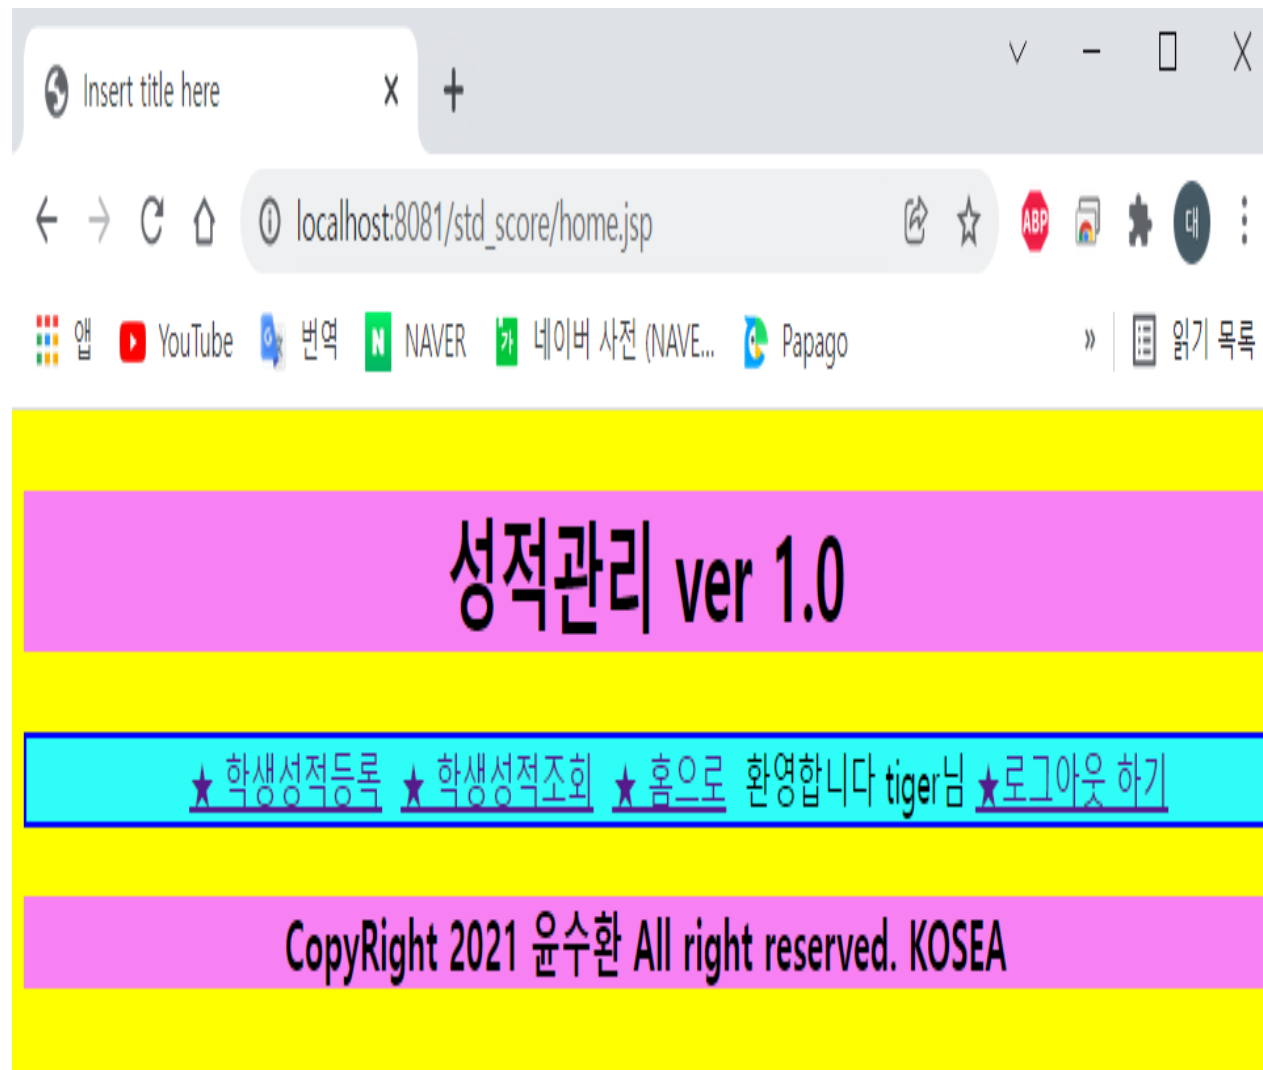 Insert title here
localhost:8081/std_score/home.jsp
ABP 대
앱 YouTube 번역 N NAVER 가 네이버 사전 (NAVE... Papago » 읽기 목록
성적관리 ver 1.0
★ 학생성적등록 ★ 학생성적조회 ★ 홈으로 환영합니다 tiger님 ★로그아웃 하기
CopyRight 2021 윤수환 All right reserved. KOSEA